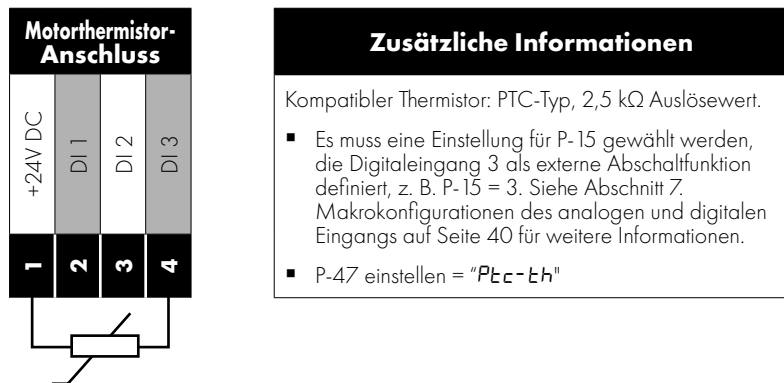 Motorthermistor-
Anschluss
+24V DC
DI 1
DI 2
DI 3
1
2
3
4
Zusätzliche Informationen
Kompatibler Thermistor: PTC-Typ, 2,5 kΩ Auslösewert.
▪ Es muss eine Einstellung für P-15 gewählt werden,
die Digitaleingang 3 als externe Abschaltfunktion
definiert, z. B. P-15 = 3. Siehe Abschnitt 7.
Makrokonfigurationen des analogen und digitalen
Eingangs auf Seite 40 für weitere Informationen.
▪ P-47 einstellen = “Ptc-th"